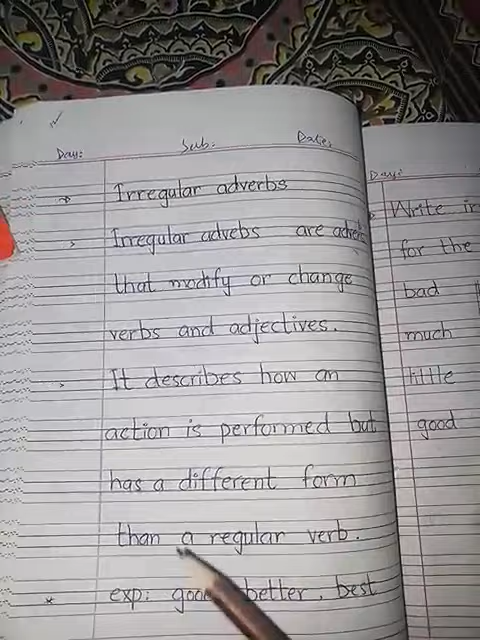 Day: Sub: Date:
Irregular adverbs
Irregular advebs are
that modify or change
verbs and adjectives.
It describes how an
action is performed but
has a different form
than a regular verb.
exp: better. best
Day:
Write
for the
bad
much
little
good